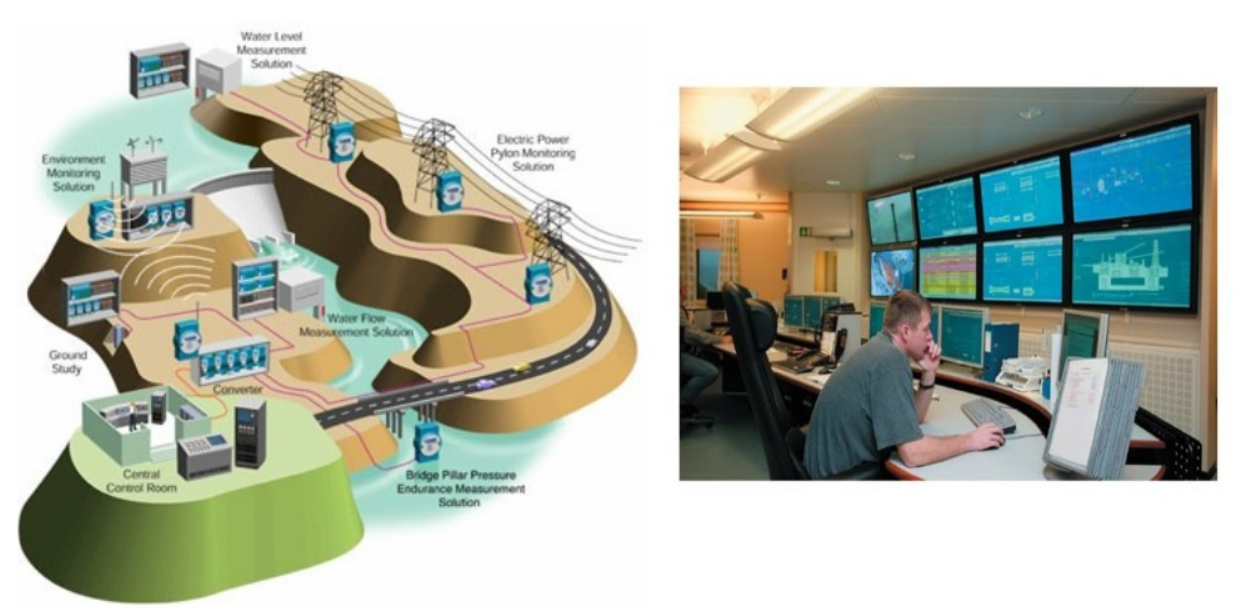 Water Level
Measurement
Solution
Electric Power
Pylon Monitoring
Solution
Environment
Monitoring
Solution
Water Flow
Measurement Solution
Ground
Study
Converter
Central
Control Room
Bridge Pillar Pressure
Endurance Measurement
Solution